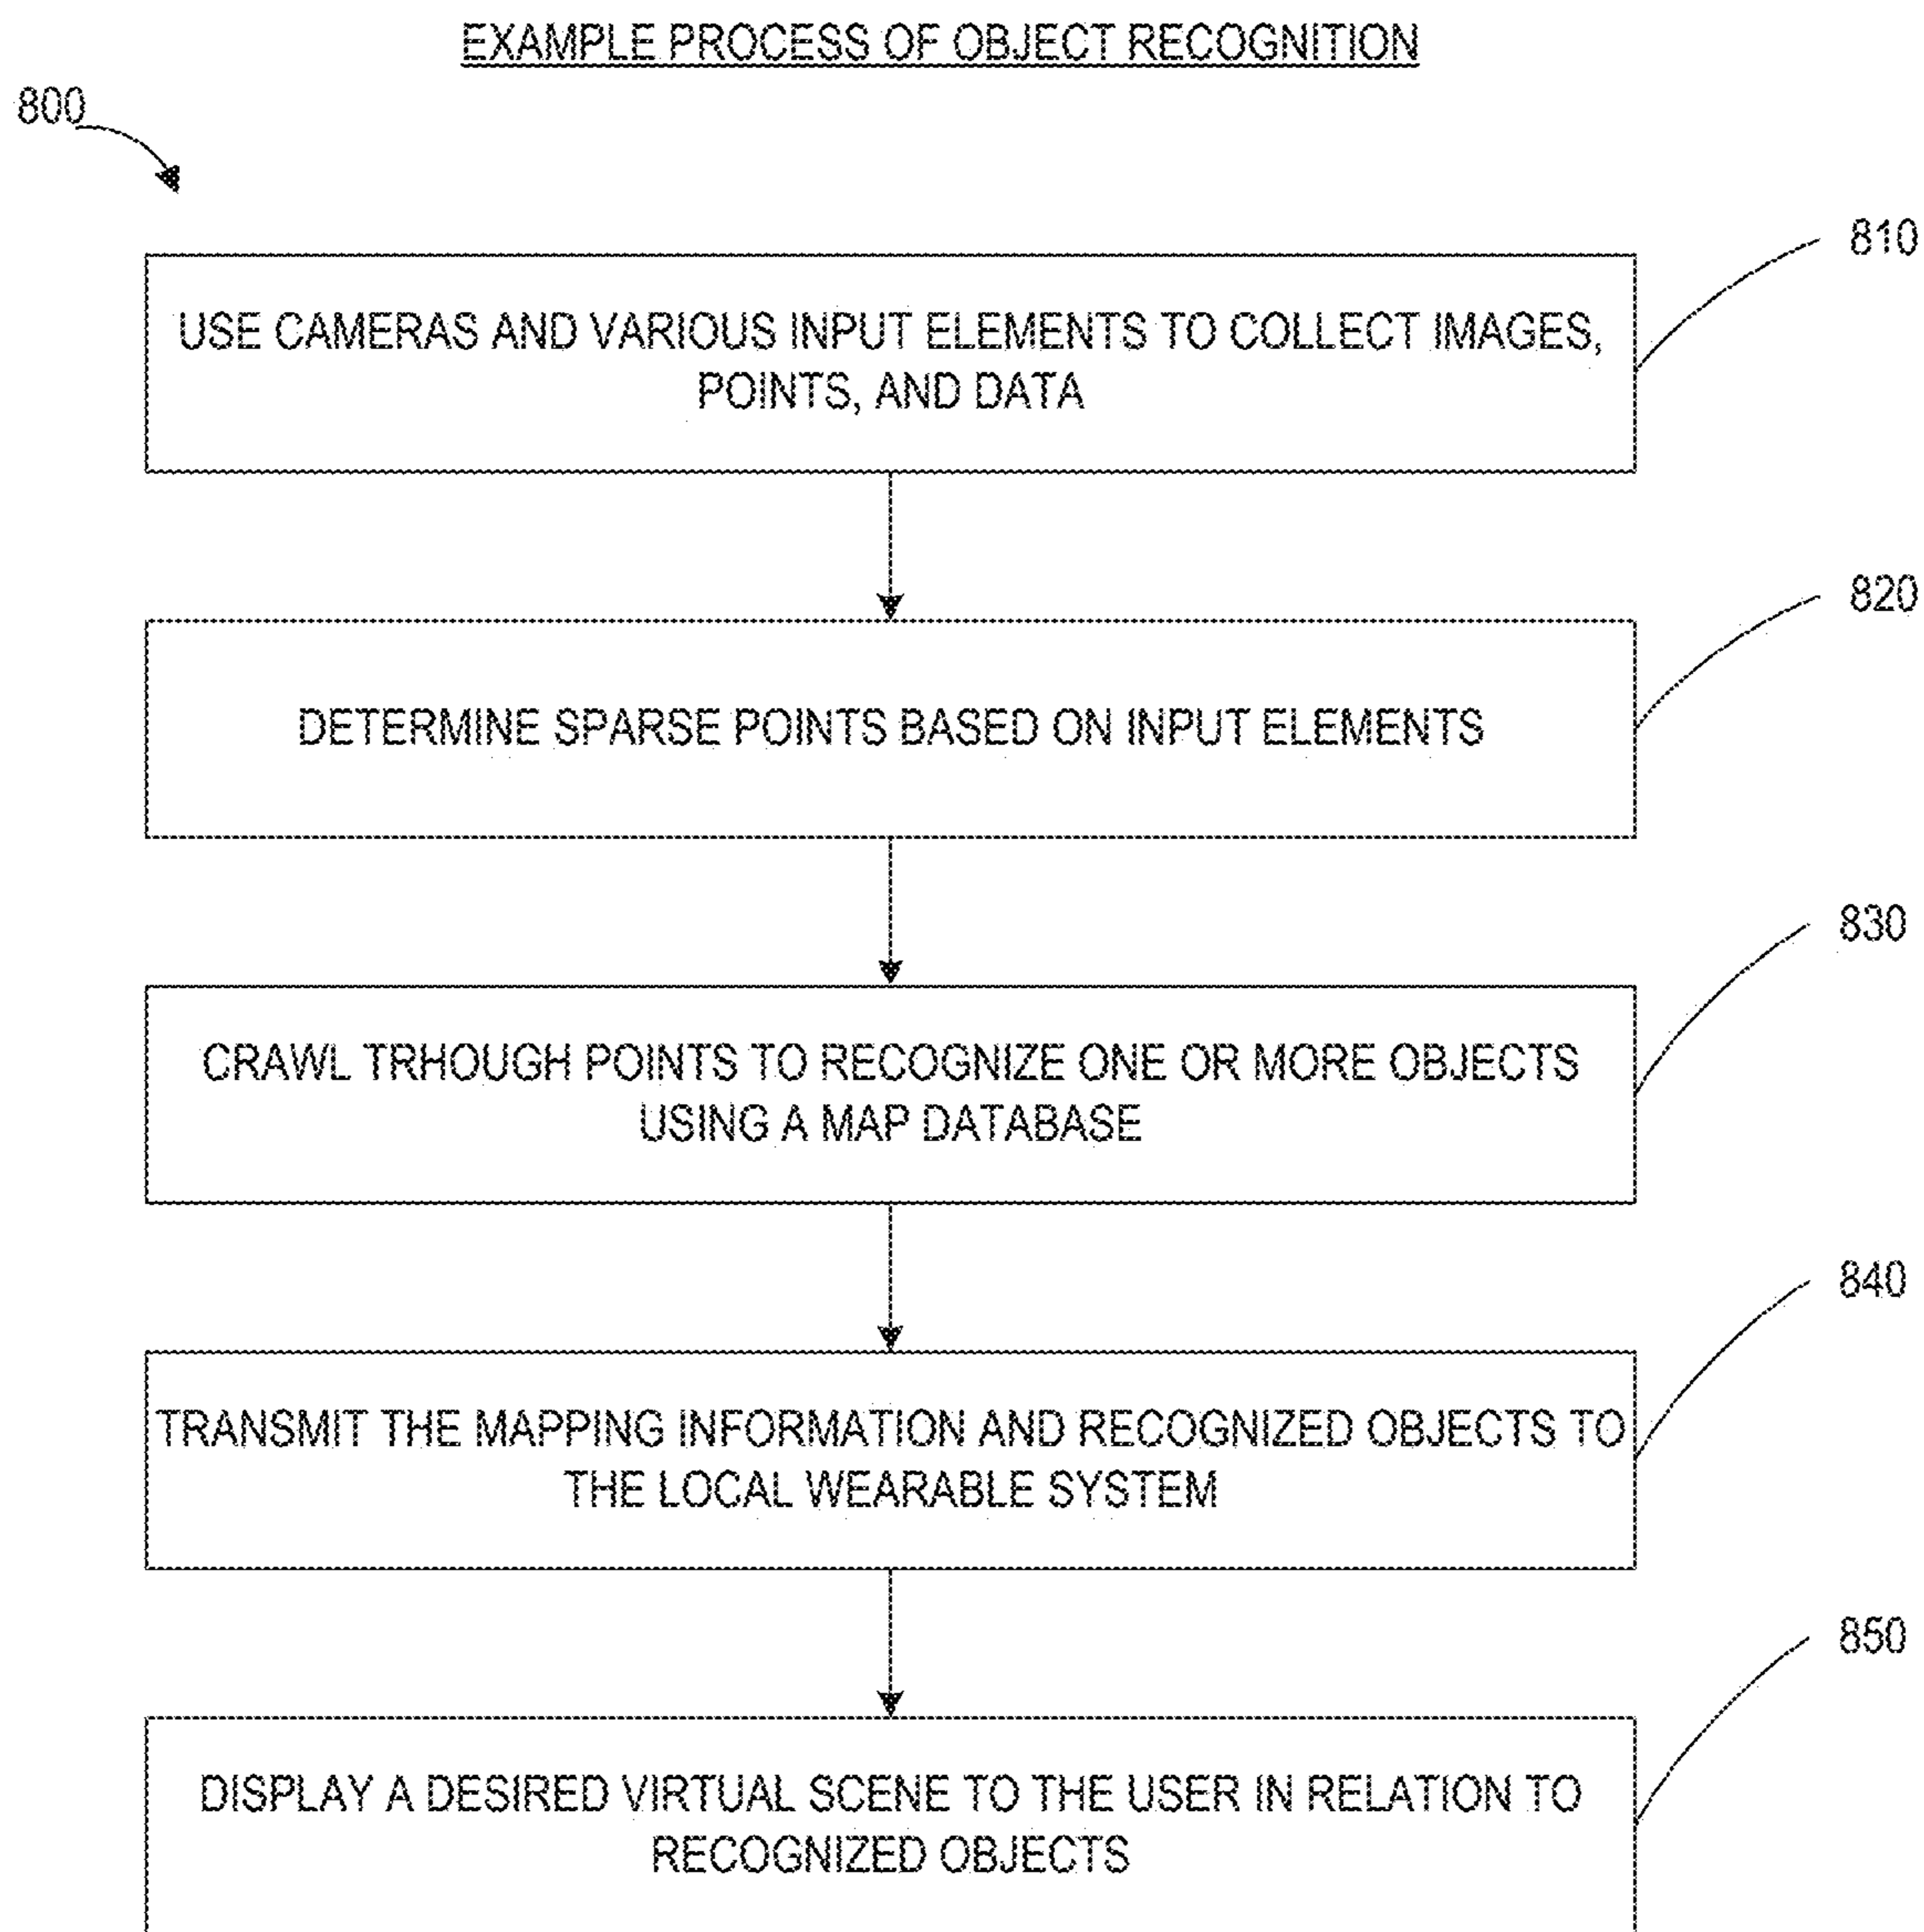 EXAMPLE PROCESS OF OBJECT RECOGNITION
800
810
USE CAMERAS AND VARIOUS INPUT ELEMENTS TO COLLECT IMAGES,
POINTS, AND DATA
820
DETERMINE SPARSE POINTS BASED ON INPUT ELEMENTS
830
CRAWL TRHOUGH POINTS TO RECOGNIZE ONE OR MORE OBJECTS
USING A MAP DATABASE
840
TRANSMIT THE MAPPING INFORMATION AND RECOGNIZED OBJECTS TO
THE LOCAL WEARABLE SYSTEM
850
DISPLAY A DESIRED VIRTUAL SCENE TO THE USER IN RELATION TO
RECOGNIZED OBJECTS